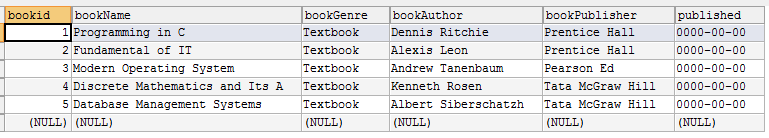 bookid bookName bookGenre bookAuthor bookPublisher published
1 Programming in C Textbook Dennis Ritchie Prentice Hall 0000-00-00
2 Fundamental of IT Textbook Alexis Leon Prentice Hall 0000-00-00
3 Modern Operating System Textbook Andrew Tanenbaum Pearson Ed 0000-00-00
4 Discrete Mathematics and Its A Textbook Kenneth Rosen Tata McGraw Hill 0000-00-00
5 Database Management Systems Textbook Albert Siberschatzh Tata McGraw Hill 0000-00-00
(NULL) (NULL) (NULL) (NULL) (NULL) (NULL)